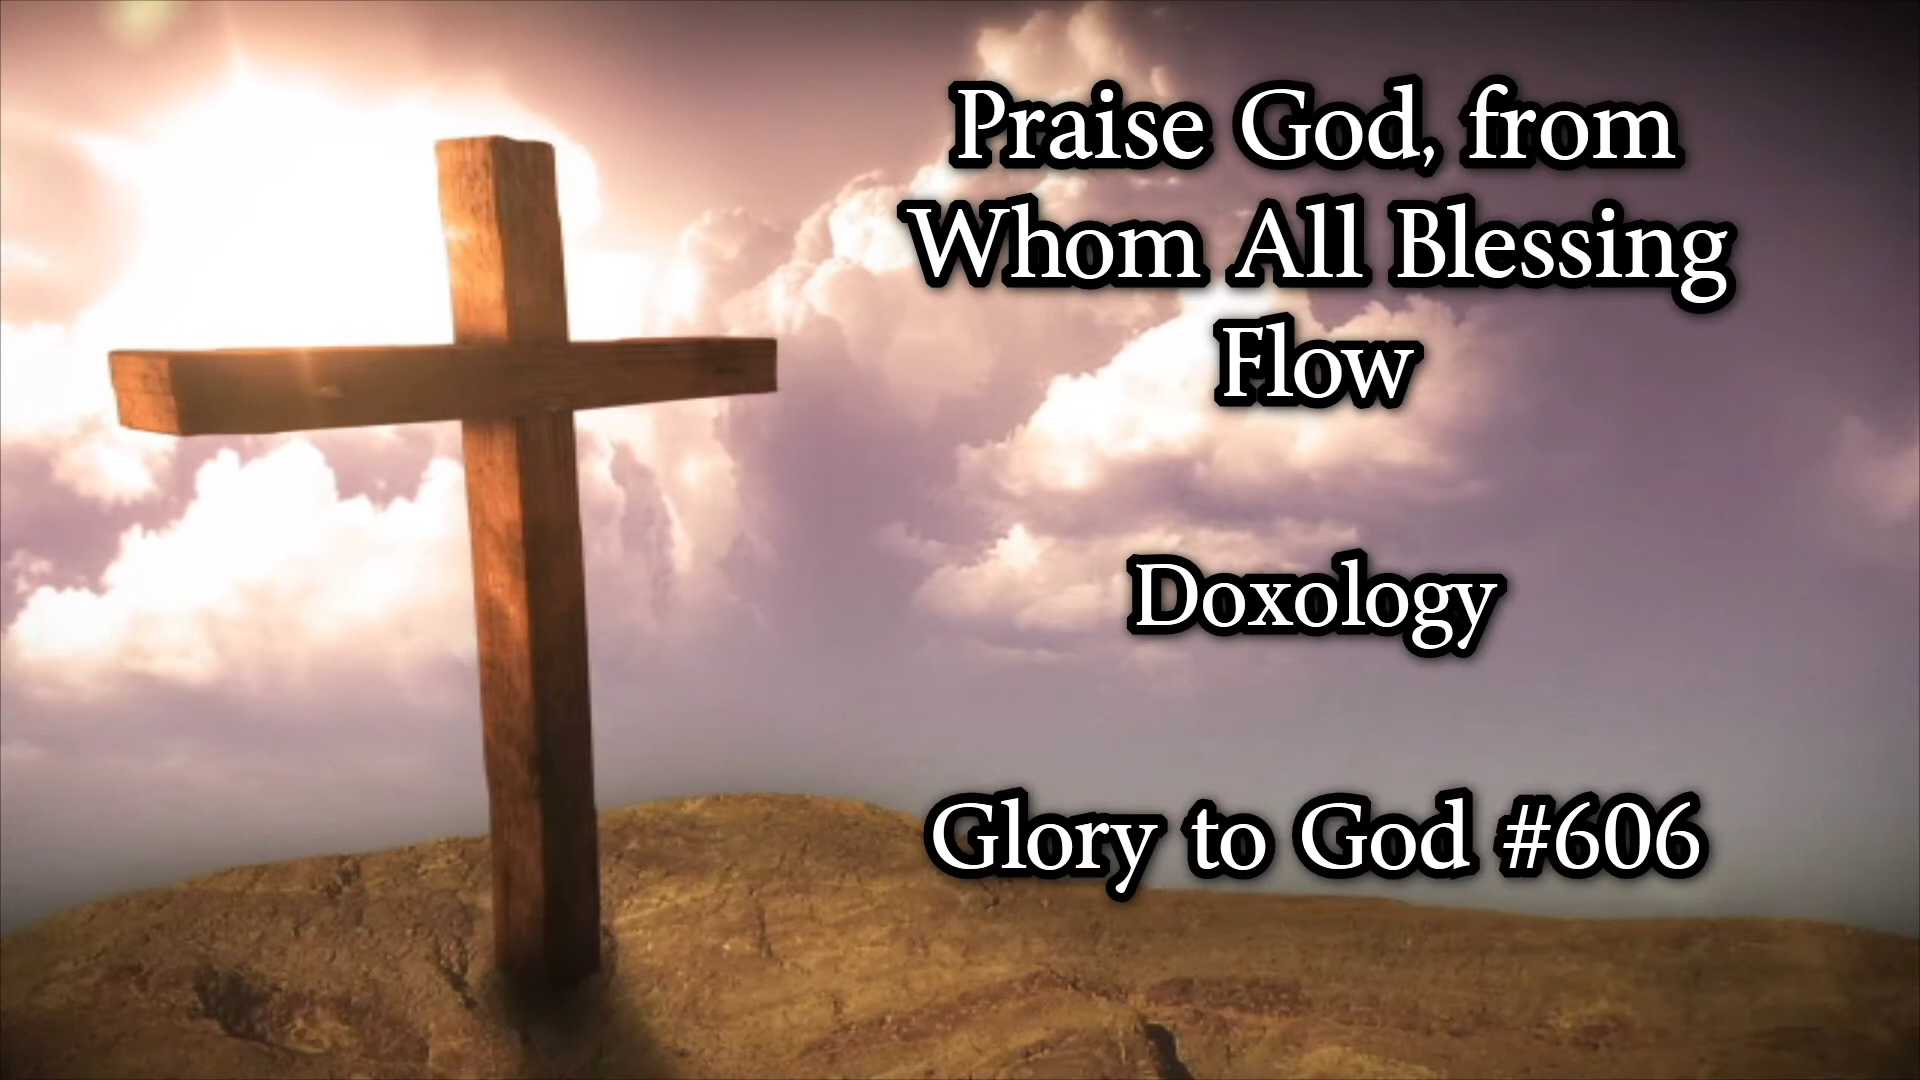 Praise God, from
Whom All Blessing
Flow
Doxology
Glory to God #606